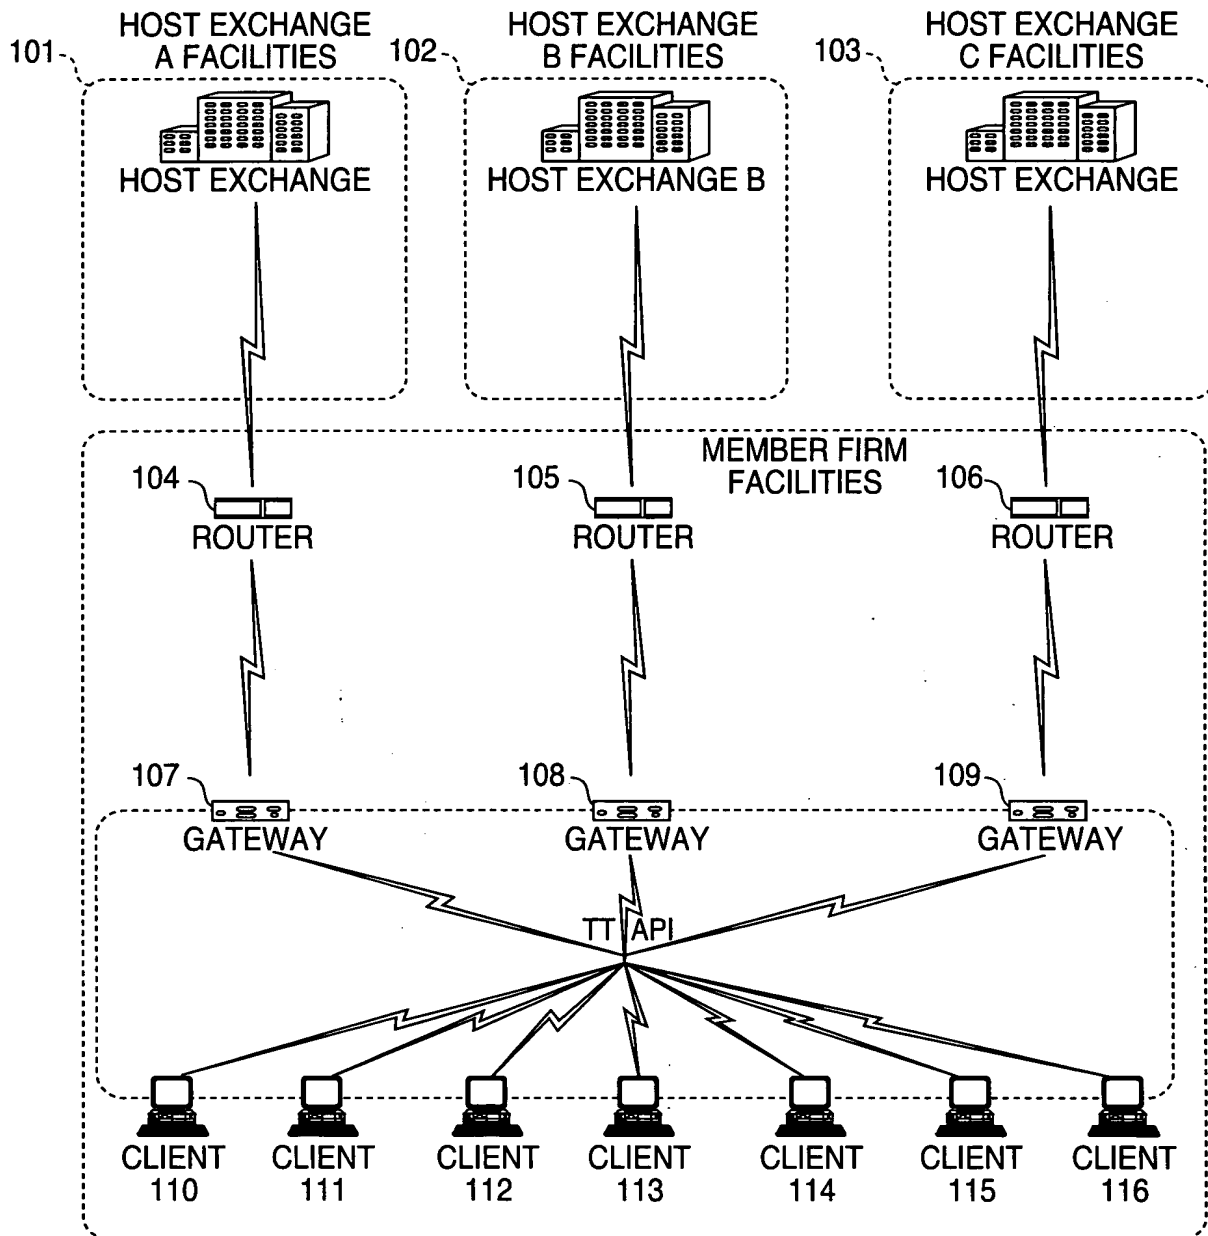 HOST EXCHANGE
A FACILITIES
HOST EXCHANGE
B FACILITIES
HOST EXCHANGE
C FACILITIES
101
102
103
HOST EXCHANGE
HOST EXCHANGE B
HOST EXCHANGE
MEMBER FIRM
FACILITIES
104
105
106
ROUTER
ROUTER
ROUTER
107
108
109
GATEWAY
GATEWAY
GATEWAY
TT API
CLIENT
110
CLIENT
111
CLIENT
112
CLIENT
113
CLIENT
114
CLIENT
115
CLIENT
116